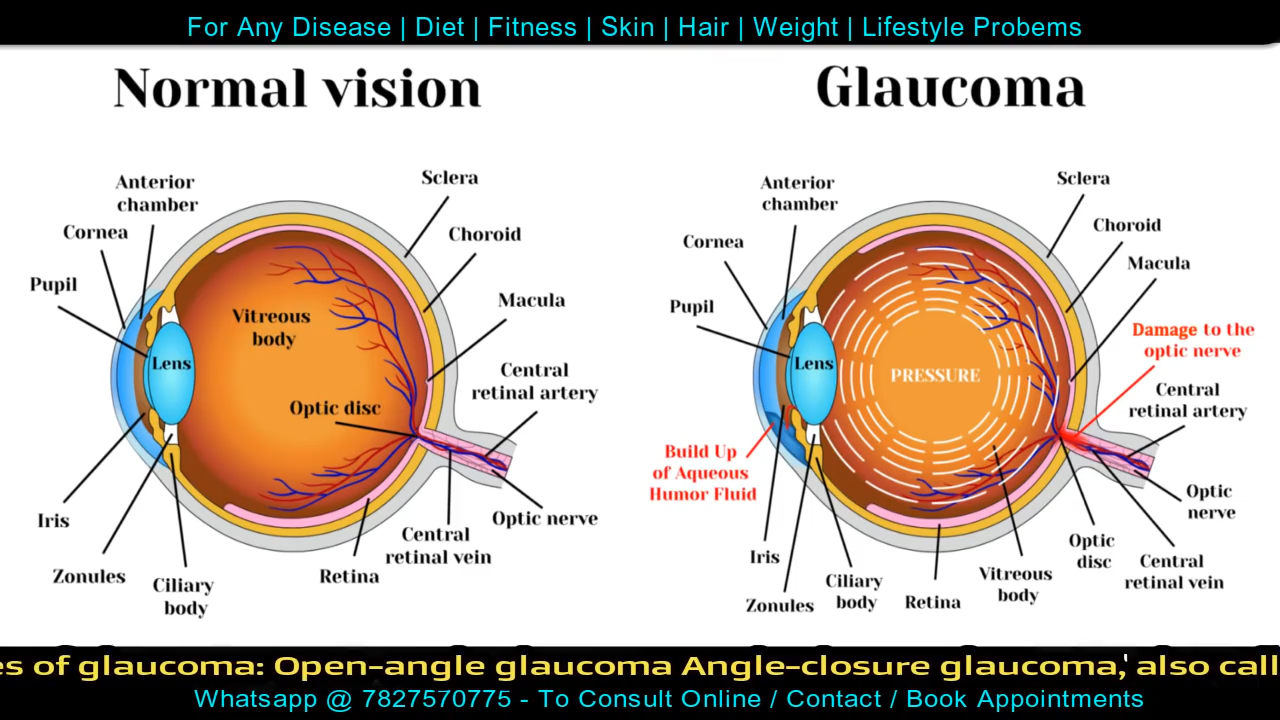 For Any Disease | Diet | Fitness | Skin | Hair | Weight | Lifestyle Probems
Normal vision
Anterior
chamber
Cornea
Pupil
Sclera
Choroid
Macula
Central
retinal artery
Vitreous
body
Lens
Optic disc
Iris
Zonules
Ciliary
body
Retina
Central
retinal vein
Optic nerve
Glaucoma
Anterior
chamber
Cornea
Pupil
Sclera
Choroid
Macula
Damage to the
optic nerve
Central
retinal artery
Lens
PRESSURE
Build Up
of Aqueous
Humor Fluid
Iris
Zonules
Ciliary
body
Retina
Vitreous
body
Optic
disc
Central
retinal vein
Optic
nerve
es of glaucoma: Open-angle glaucoma Angle-closure glaucoma, also call
Whatsapp @ 7827570775 - To Consult Online / Contact / Book Appointments